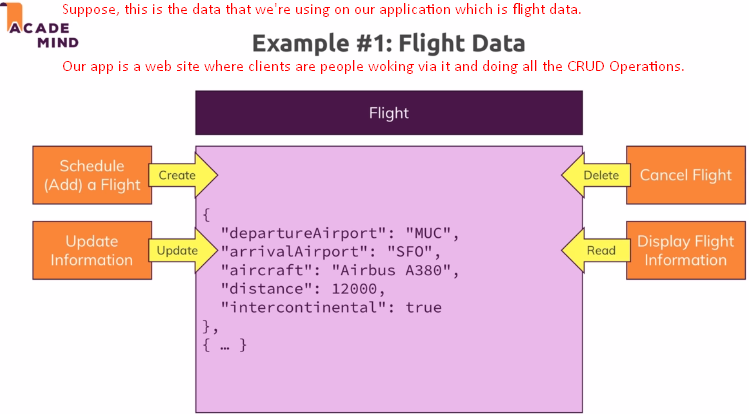 Suppose, this is the data that we're using on our application which is flight data.
ACADE
MIND
Example #1: Flight Data
Our app is a web site where clients are people woking via it and doing all the CRUD Operations.
Flight
Schedule
(Add) a Flight
Create
Delete
Cancel Flight
Update
Information
Update
Read
Display Flight
Information
{
"departureAirport": "MUC",
"arrivalAirport": "SFO",
"aircraft": "Airbus A380",
"distance": 12000,
"intercontinental": true
},
{ … }